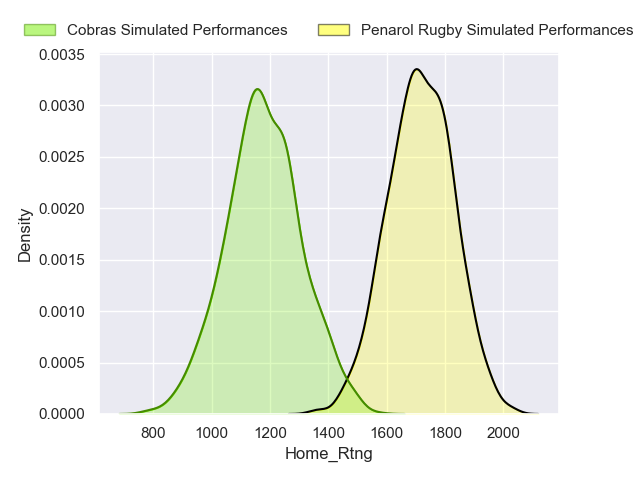 Cobras Simulated Performances Penarol Rugby Simulated Performances
0.0035
0.0030
0.0025
0.0020
0.0015
0.0010
0.0005
0.0000
Density
800 1000 1200 1400 1600 1800 2000
Home_Rtng